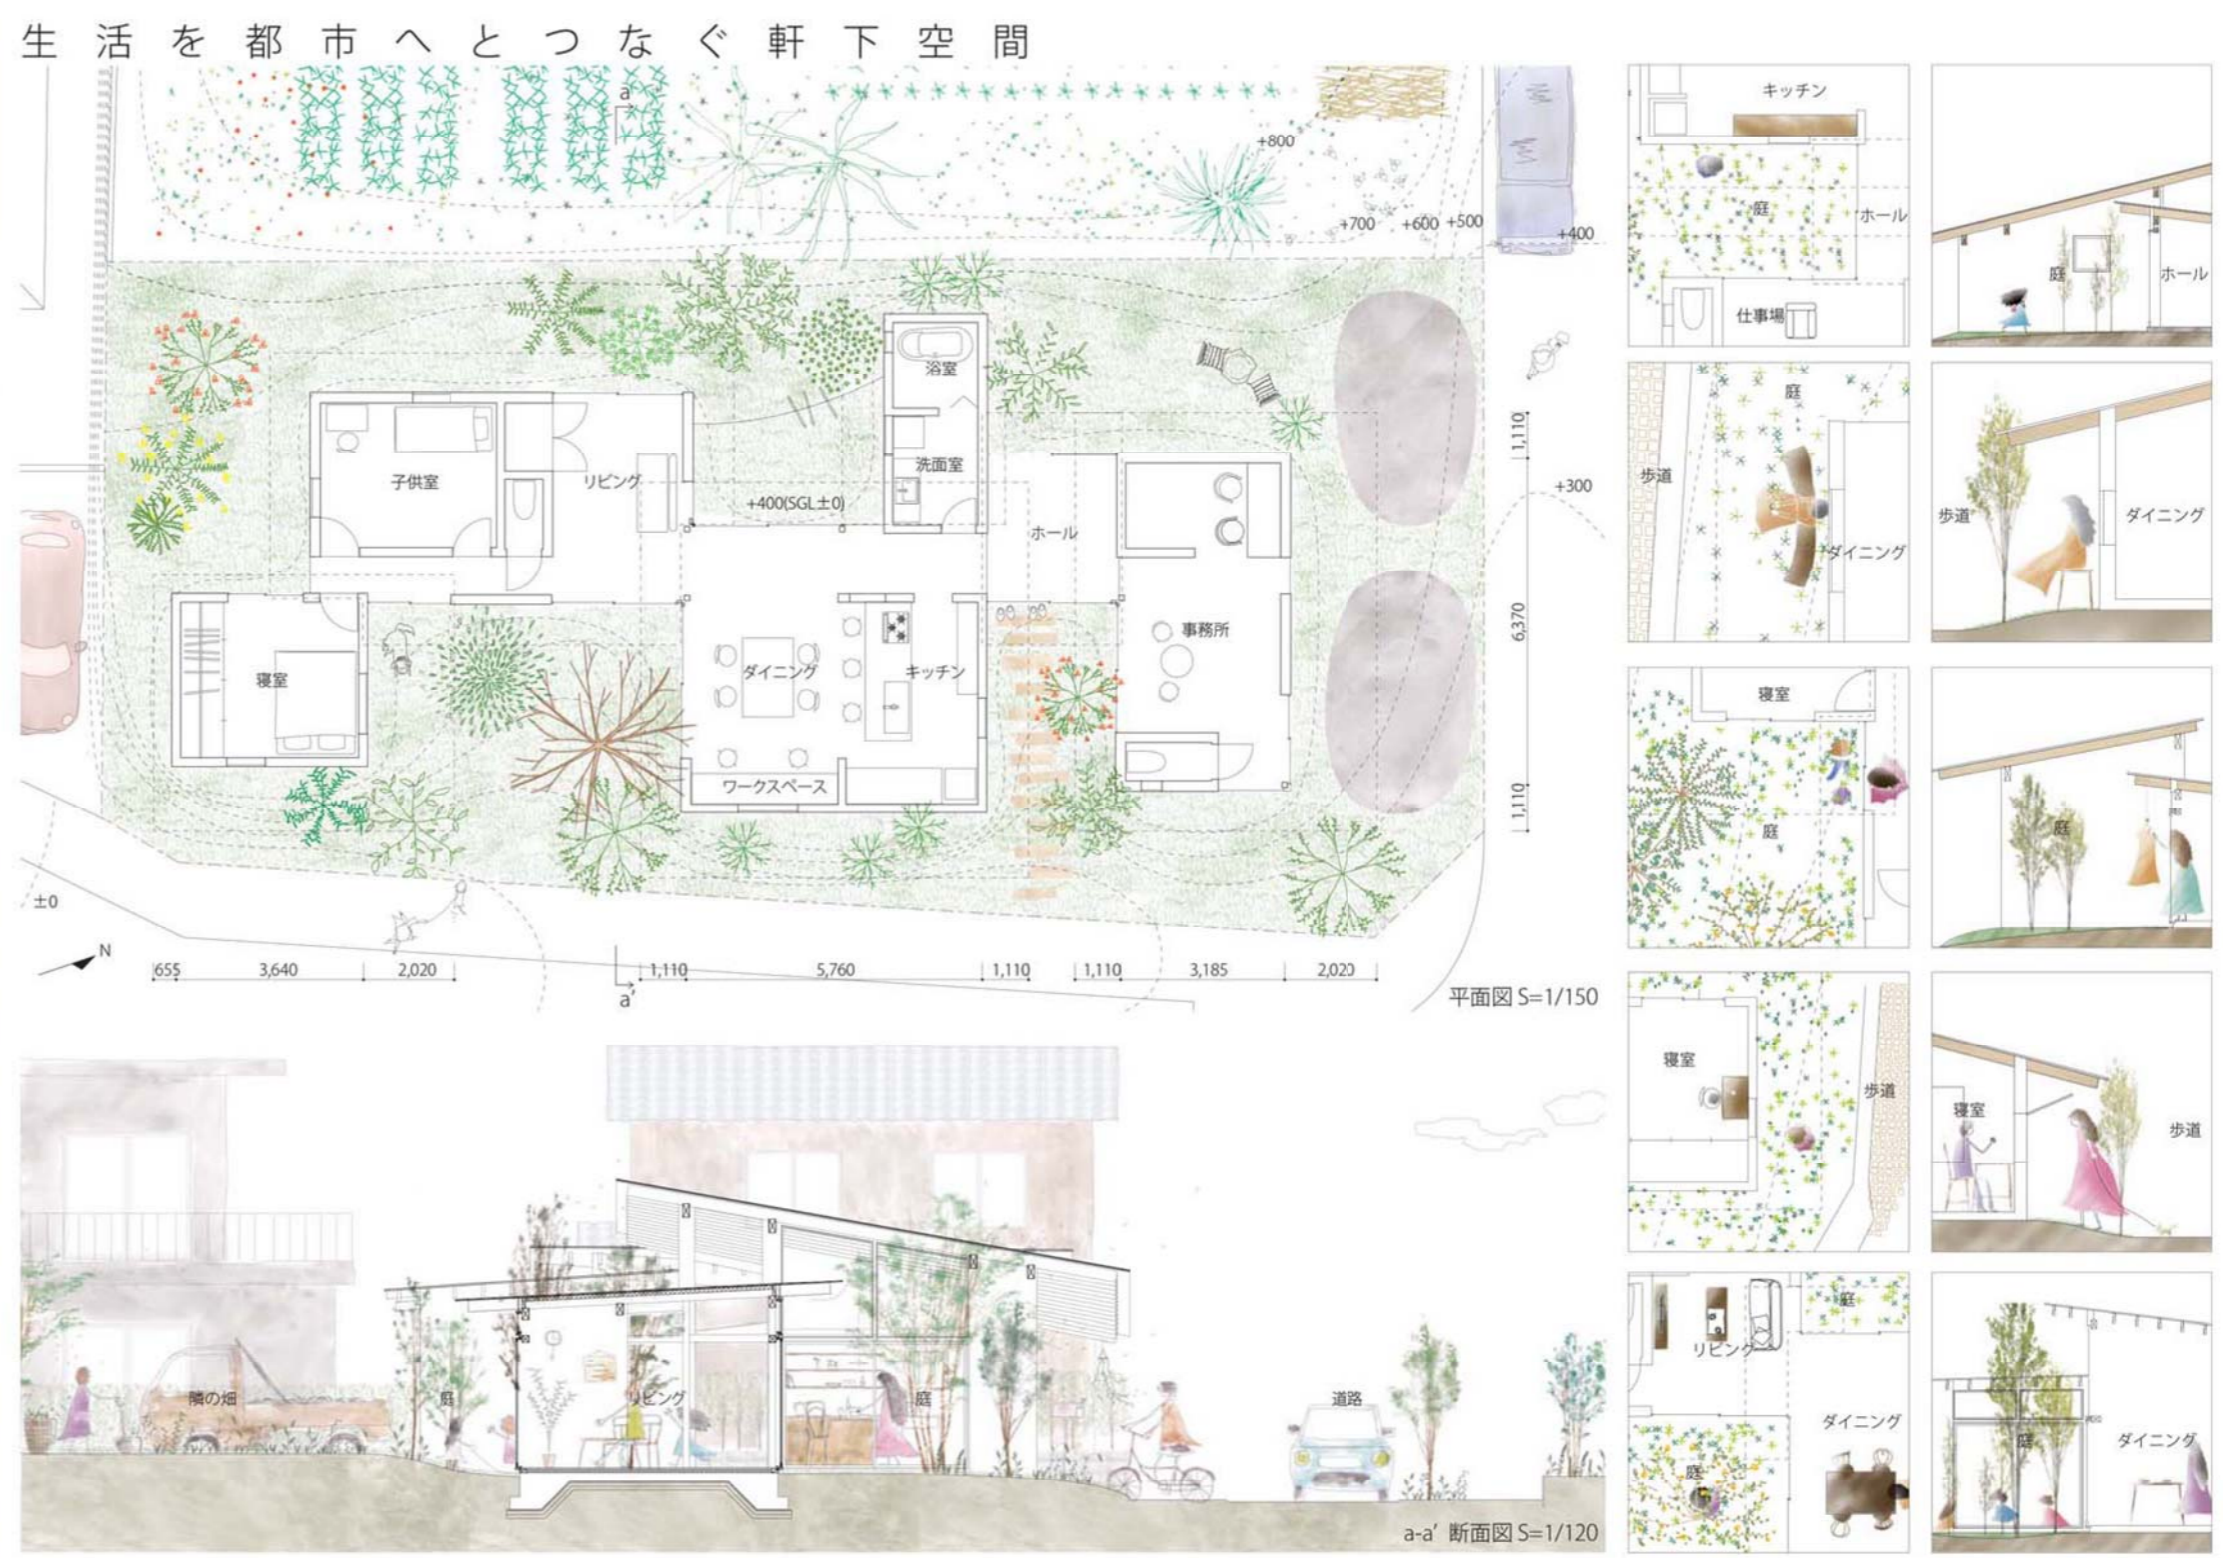 生活を都市へとつなぐ軒下空間
a
+800
+700
+600
+500
+400
浴室
洗面室
子供室
リビング
+400(SGL±0)
ホール
+300
1,110
6,370
1,110
事務所
寝室
ダイニング
キッチン
ワークスペース
±0
N
655
3,640
2,020
1,110
5,760
1,110
1,110
3,185
2,020
a'
平面図 S=1/150
隣の畑
庭
リビング
庭
道路
a-a' 断面図 S=1/120
キッチン
庭
ホール
仕事場
庭
ホール
庭
歩道
ダイニング
歩道
ダイニング
寝室
庭
庭
寝室
歩道
寝室
歩道
庭
リビング
ダイニング
庭
庭
ダイニング